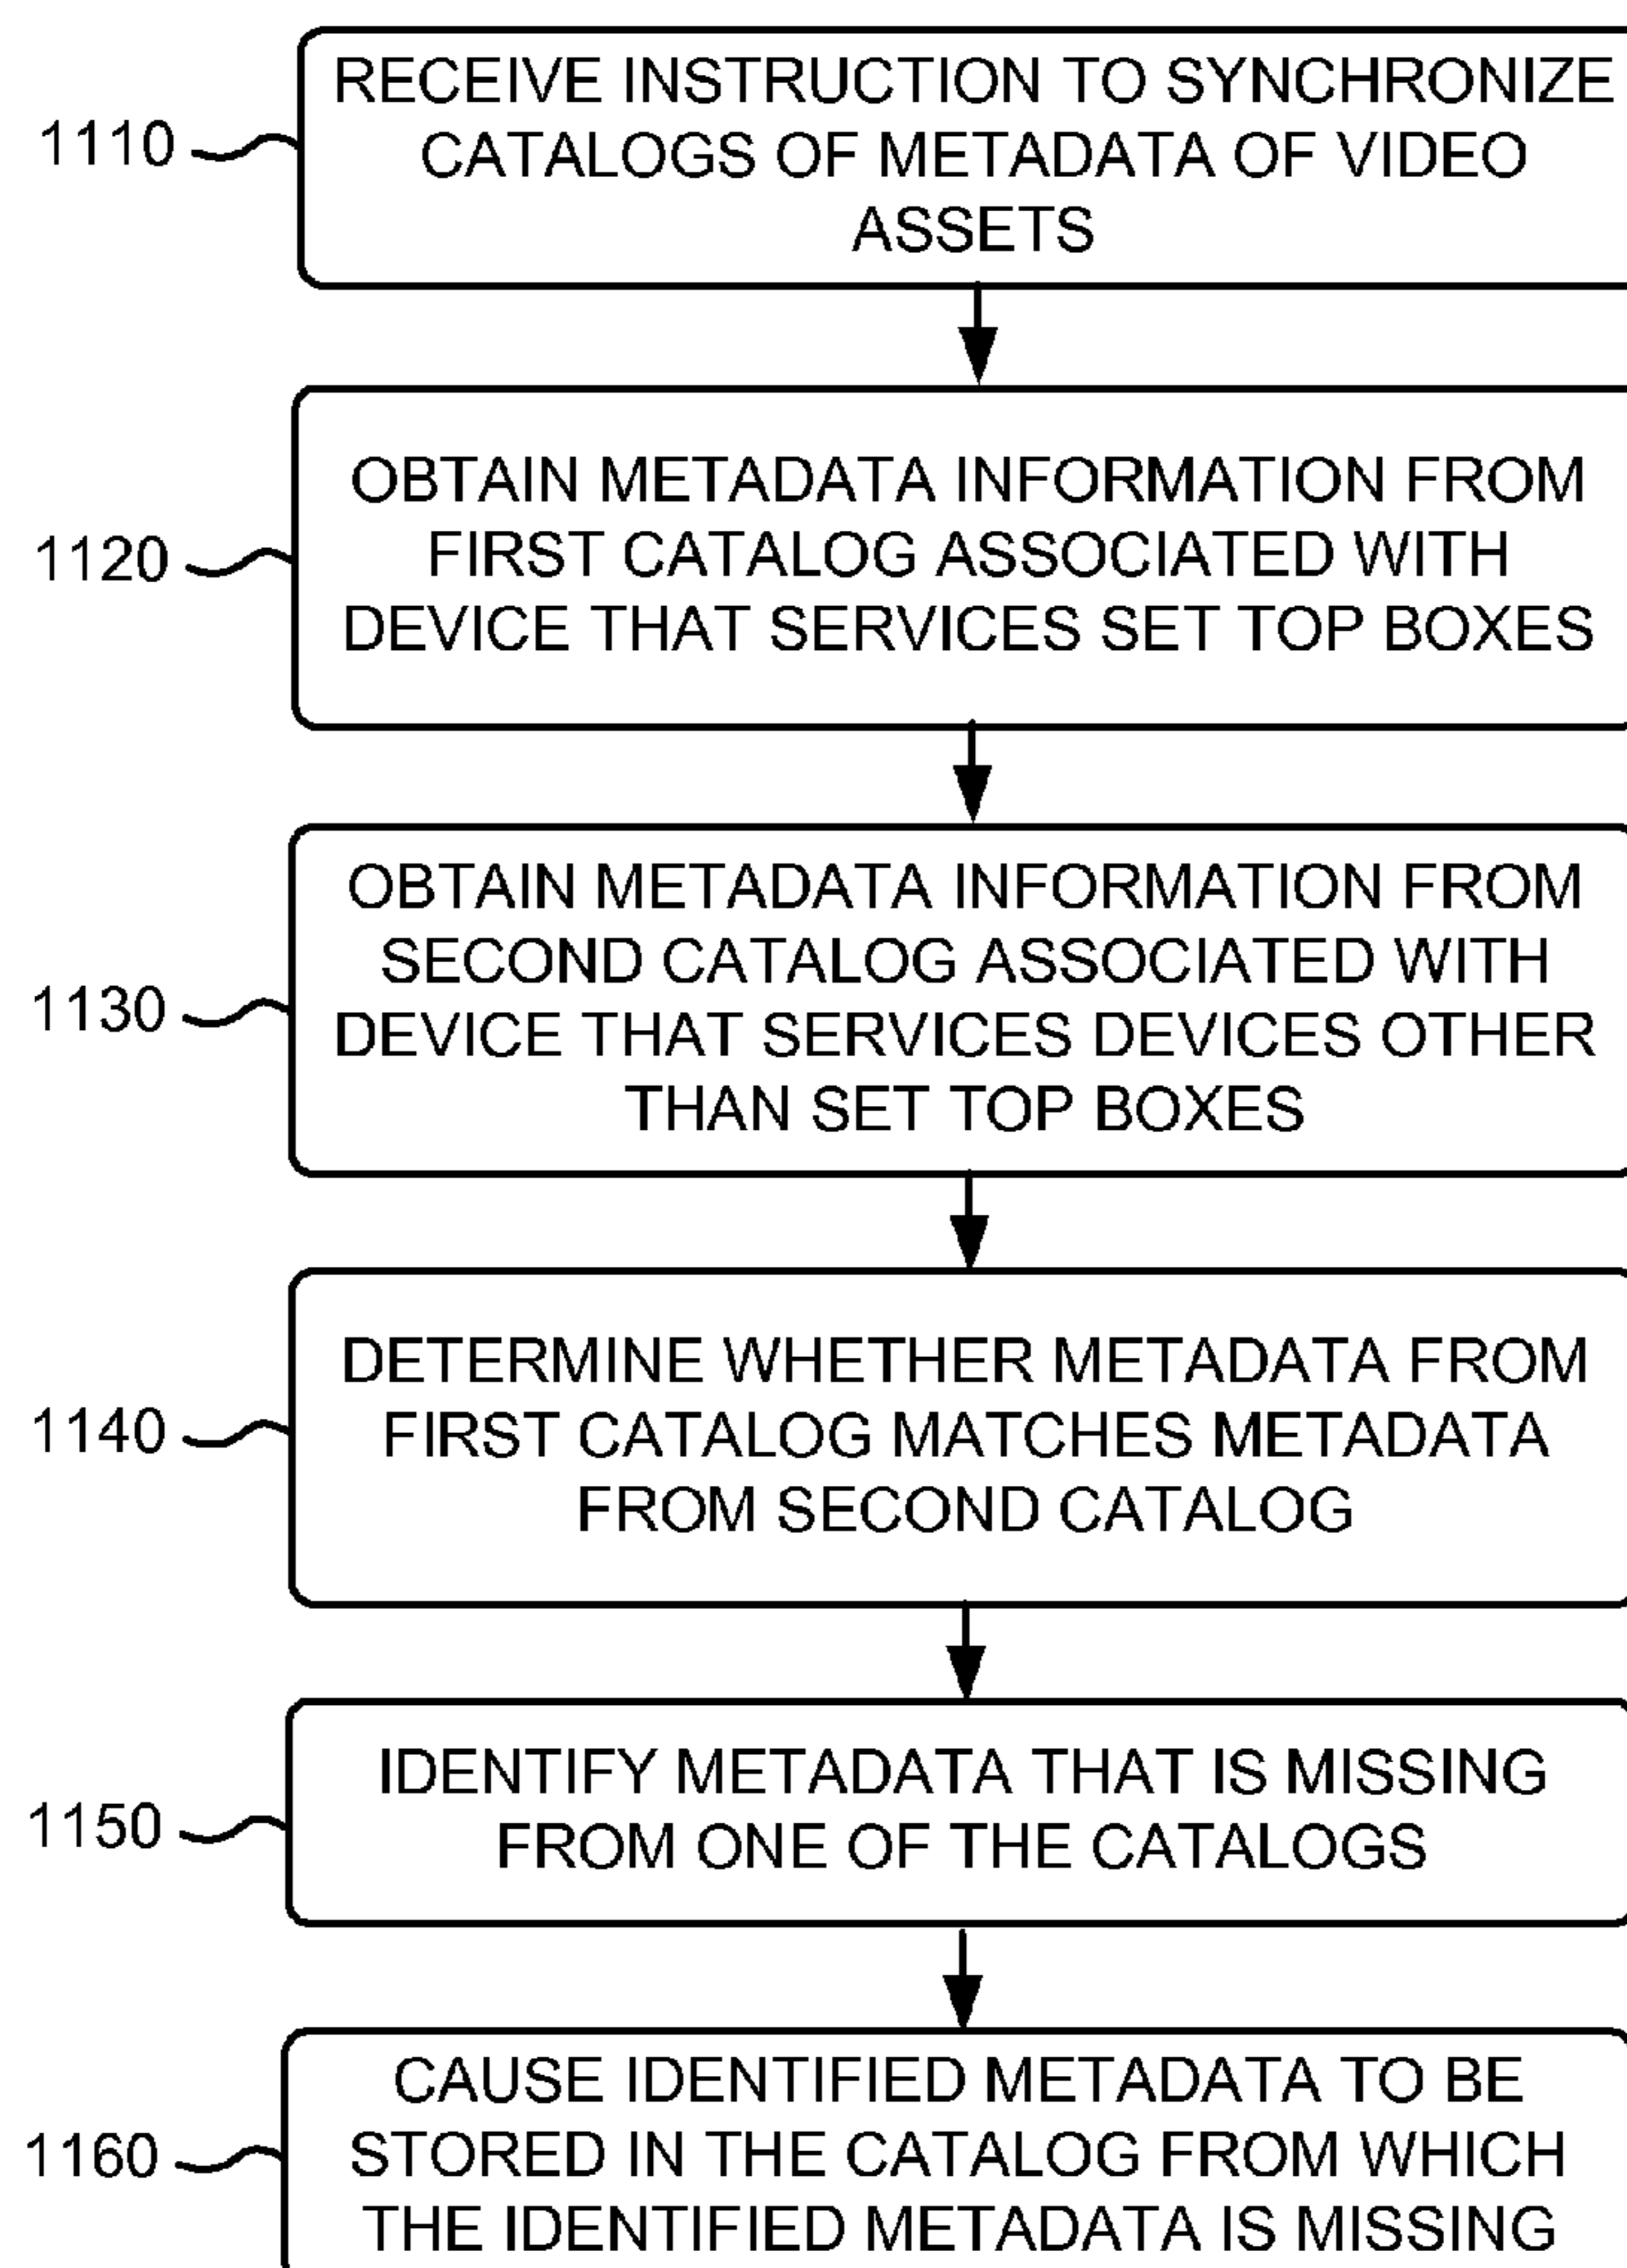 RECEIVE INSTRUCTION TO SYNCHRONIZE
1110
CATALOGS OF METADATA OF VIDEO
ASSETS
OBTAIN METADATA INFORMATION FROM
1120
FIRST CATALOG ASSOCIATED WITH
DEVICE THAT SERVICES SET TOP BOXES
OBTAIN METADATA INFORMATION FROM
SECOND CATALOG ASSOCIATED WITH
1130
DEVICE THAT SERVICES DEVICES OTHER
THAN SET TOP BOXES
DETERMINE WHETHER METADATA FROM
1140
FIRST CATALOG MATCHES METADATA
FROM SECOND CATALOG
IDENTIFY METADATA THAT IS MISSING
1150
FROM ONE OF THE CATALOGS
CAUSE IDENTIFIED METADATA TO BE
1160
STORED IN THE CATALOG FROM WHICH
THE IDENTIFIED METADATA IS MISSING